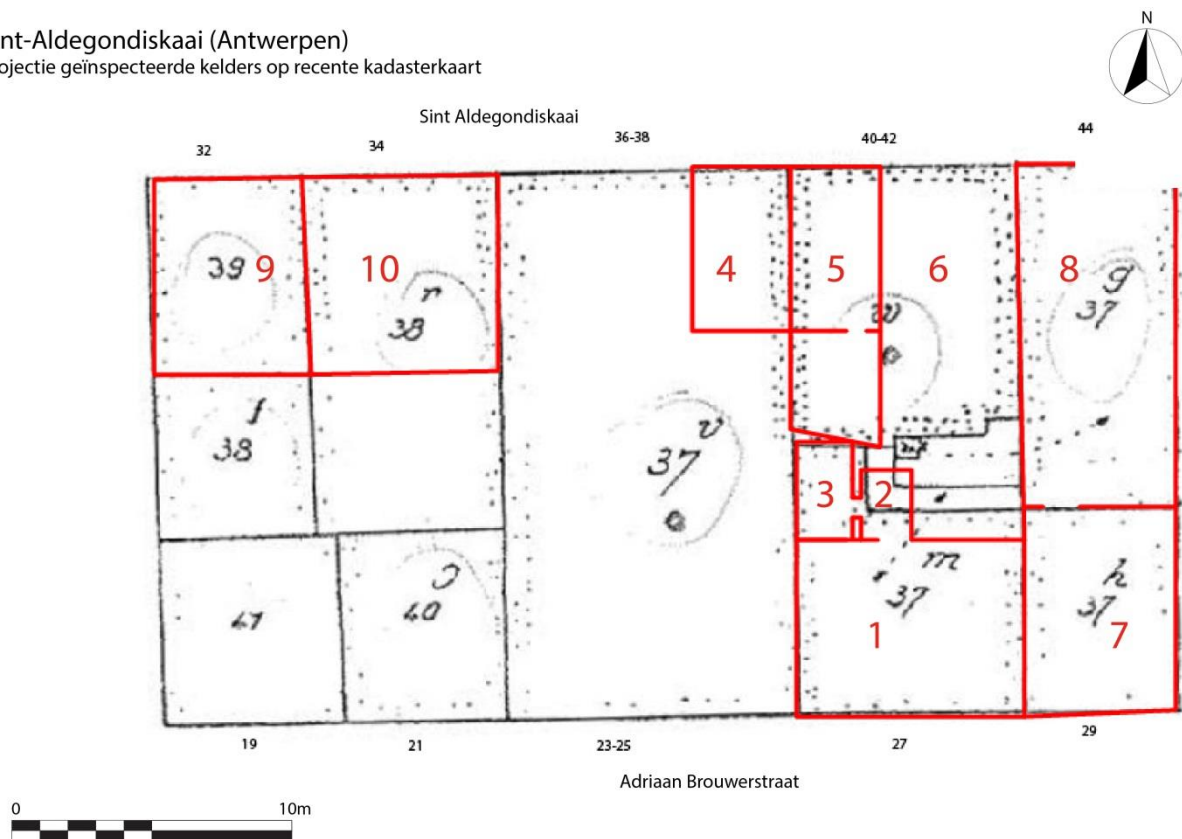 nt-Aldegondiskaai (Antwerpen)
ojectie geïnspecteerde kelders op recente kadasterkaart
N
Sint Aldegondiskaai
32 34 36-38 40-42 44
39 9 10 4 5 6 8 g
r 38 37
w
f 38
v 37
3 2
m
h 37
37
41 40 1 7
19 21 23-25 27 29
Adriaan Brouwerstraat
0 10m